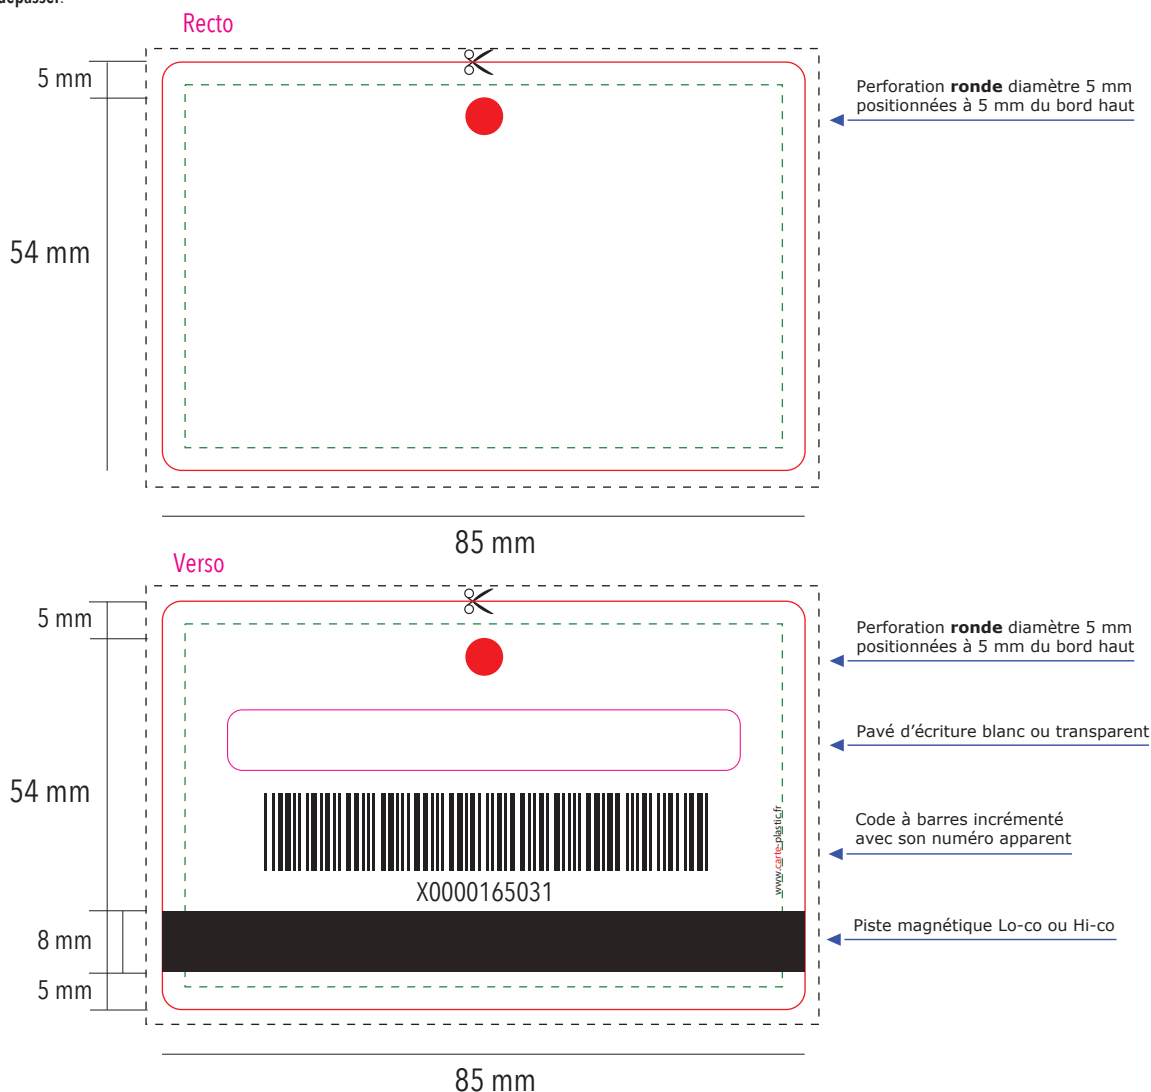 dépasser.
Recto
5 mm
Perforation ronde diamètre 5 mm
positionnées à 5 mm du bord haut
54 mm
85 mm
Verso
5 mm
Perforation ronde diamètre 5 mm
positionnées à 5 mm du bord haut
Pavé d'écriture blanc ou transparent
54 mm
Code à barres incrémenté
avec son numéro apparent
www.carte-plastic.fr
X0000165031
8 mm
Piste magnétique Lo-co ou Hi-co
5 mm
85 mm